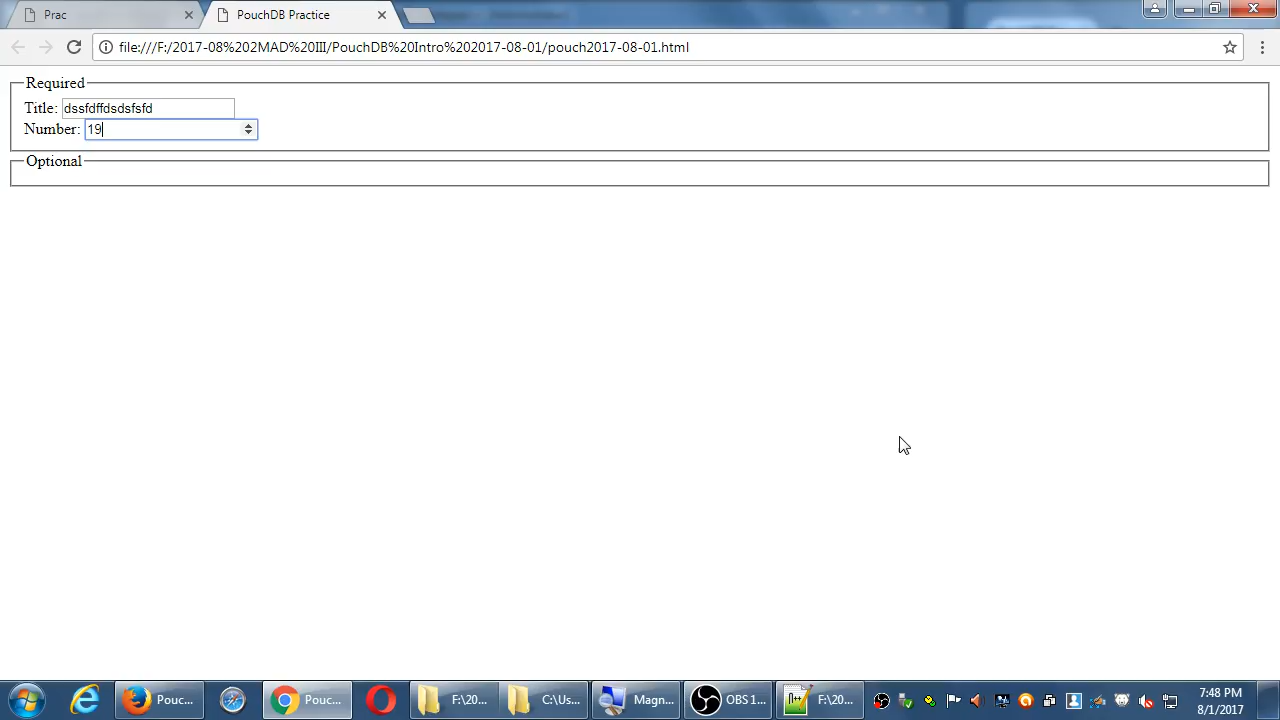 Prac
PouchDB Practice
file:///F:/2017-08%202MAD%20III/PouchDB%20Intro%202017-08-01/pouch2017-08-01.html
Required
Title: dssfdffdsdsfsfd
Number: 19
Optional
Pouc...
Pouc...
F:\20...
C:\Us...
Magn...
OBS 1...
F:\20...
7:48 PM
8/1/2017